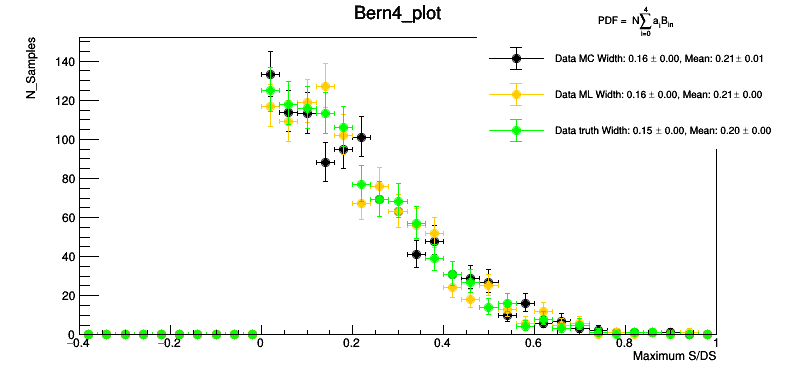 Bern4_plot
PDF = N∑ aᵢBᵢₙ
4
i=0
Data MC Width: 0.16 ± 0.00, Mean: 0.21 ± 0.01
Data ML Width: 0.16 ± 0.00, Mean: 0.21 ± 0.00
Data truth Width: 0.15 ± 0.00, Mean: 0.20 ± 0.00
N_Samples
140
120
100
80
60
40
20
0
−0.4 −0.2 0 0.2 0.4 0.6 0.8 1
Maximum S/DS